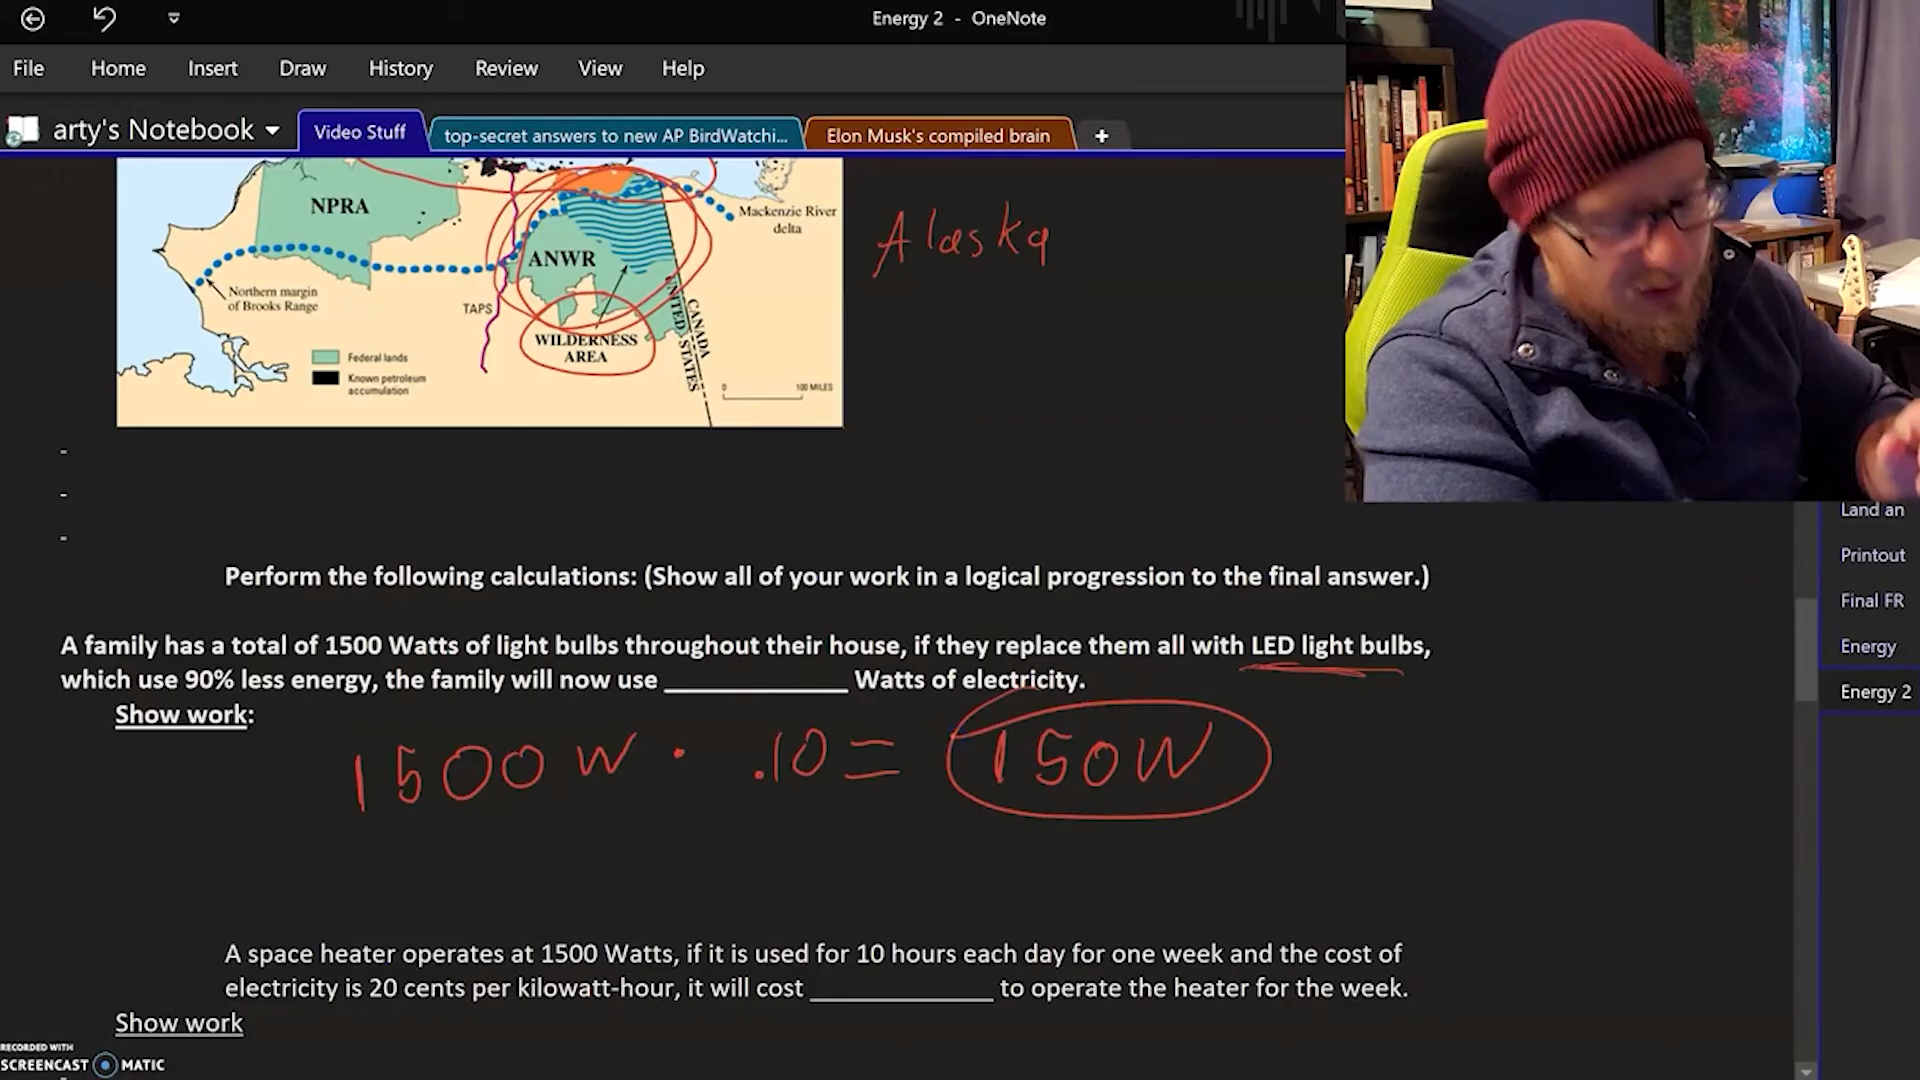 Energy 2 - OneNote
File Home Insert Draw History Review View Help
arty's Notebook
Video Stuff
top-secret answers to new AP BirdWatchi...
Elon Musk's compiled brain
NPRA
Mackenzie River
delta
Alaska
ANWR
Northern margin
of Brooks Range
TAPS
CANADA
UNITED STATES
WILDERNESS
AREA
Federal lands
Known petroleum
accumulation
0 100 MILES
-
-
-
Land an
Printout
Final FR
Energy
Energy 2
Perform the following calculations: (Show all of your work in a logical progression to the final answer.)
A family has a total of 1500 Watts of light bulbs throughout their house, if they replace them all with LED light bulbs,
which use 90% less energy, the family will now use _____________ Watts of electricity.
Show work:
1500 W · .10 = 150W
A space heater operates at 1500 Watts, if it is used for 10 hours each day for one week and the cost of
electricity is 20 cents per kilowatt-hour, it will cost _____________ to operate the heater for the week.
Show work
RECORDED WITH
SCREENCAST MATIC